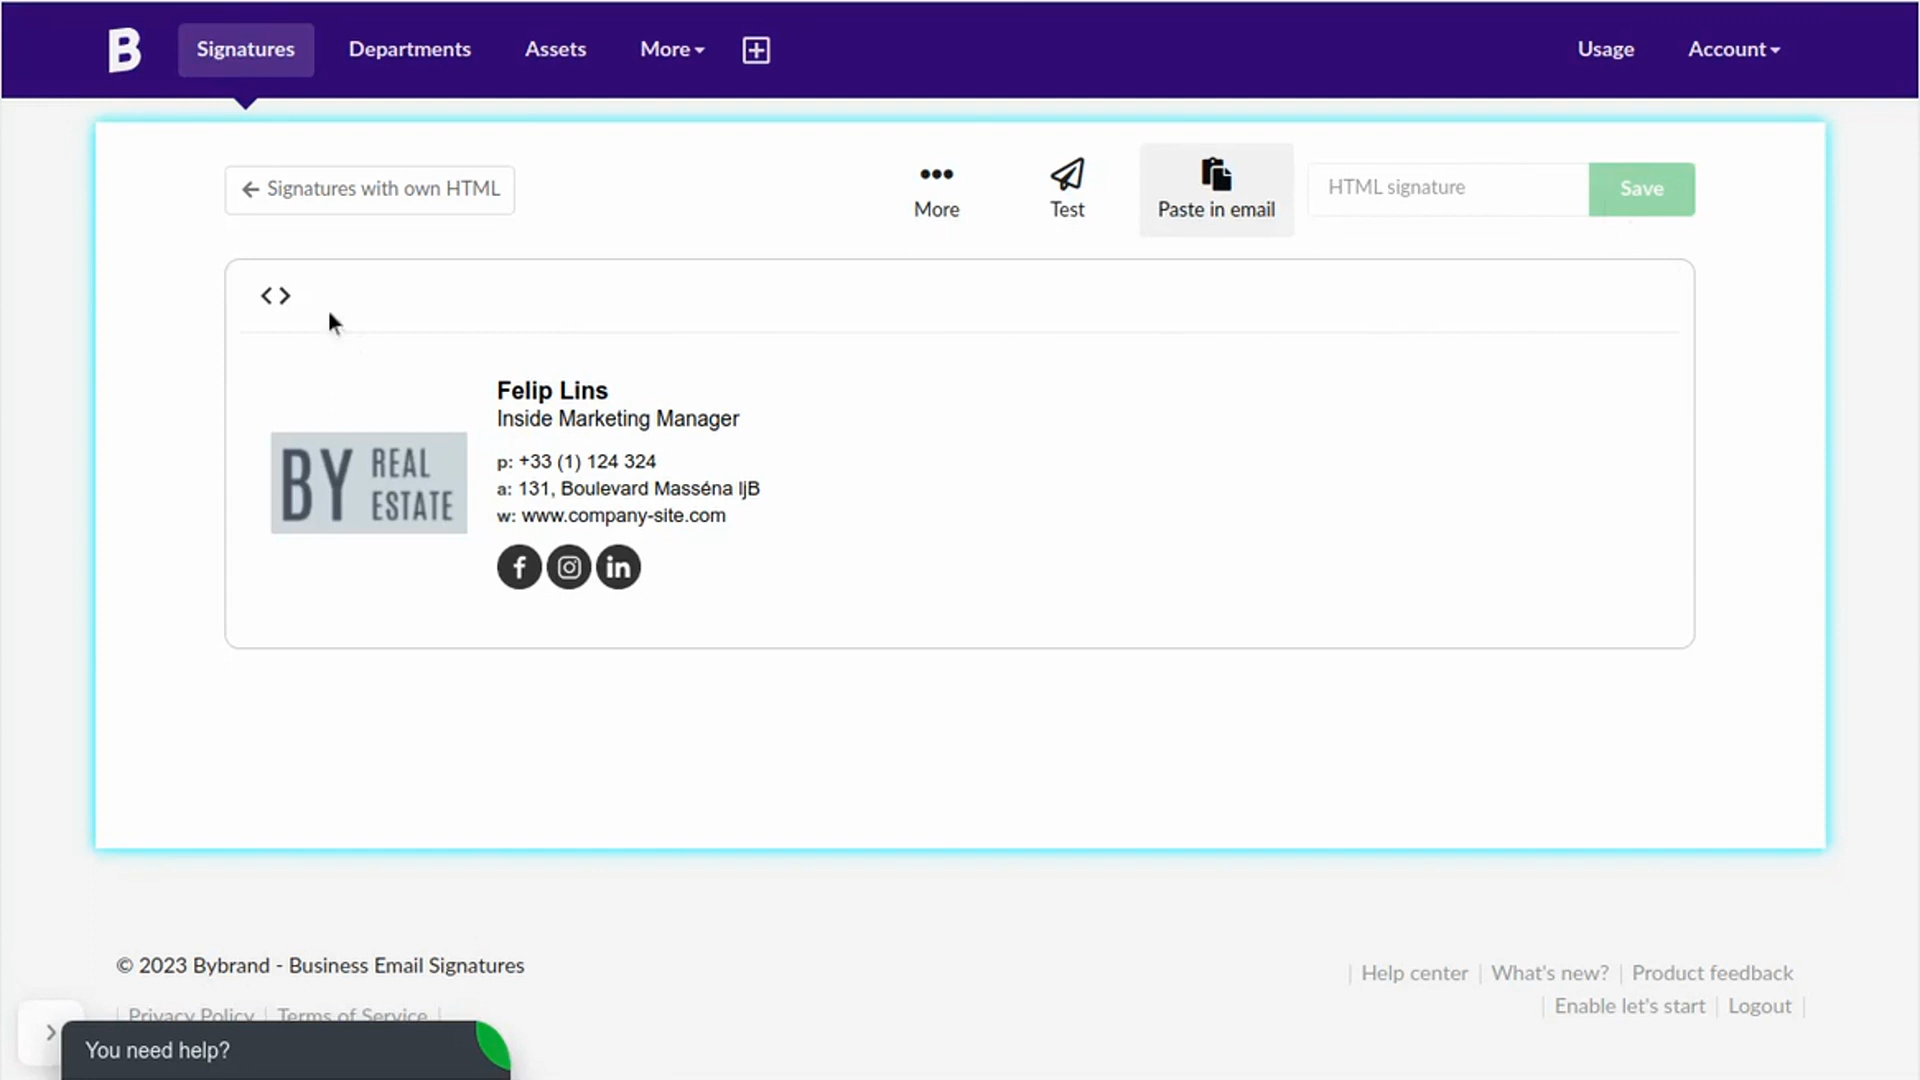 B
Signatures
Departments
Assets
More
Usage
Account
Signatures with own HTML
More
Test
Paste in email
HTML signature
Save
BY REAL ESTATE
Felip Lins
Inside Marketing Manager
p: +33 (1) 124 324
a: 131, Boulevard Masséna ljB
w: www.company-site.com
© 2023 Bybrand - Business Email Signatures
| Help center | What's new? | Product feedback
| Enable let's start | Logout |
| Privacy Policy | Terms of Service |
You need help?